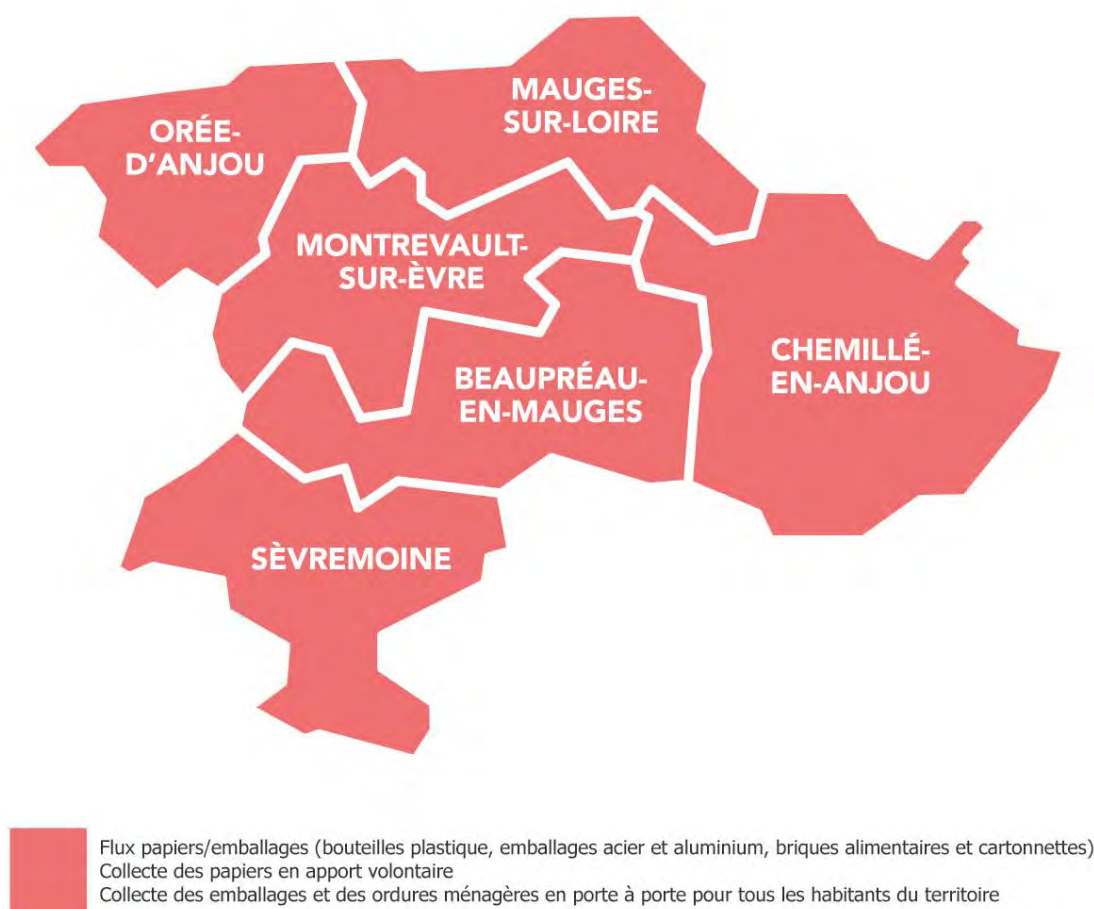 MAUGES-
SUR-LOIRE
ORÉE-
D'ANJOU
MONTREVAULT-
SUR-ÈVRE
CHEMILLÉ-
EN-ANJOU
BEAUPRÉAU-
EN-MAUGES
SÈVREMOINE
Flux papiers/emballages (bouteilles plastique, emballages acier et aluminium, briques alimentaires et cartonnettes)
Collecte des papiers en apport volontaire
Collecte des emballages et des ordures ménagères en porte à porte pour tous les habitants du territoire